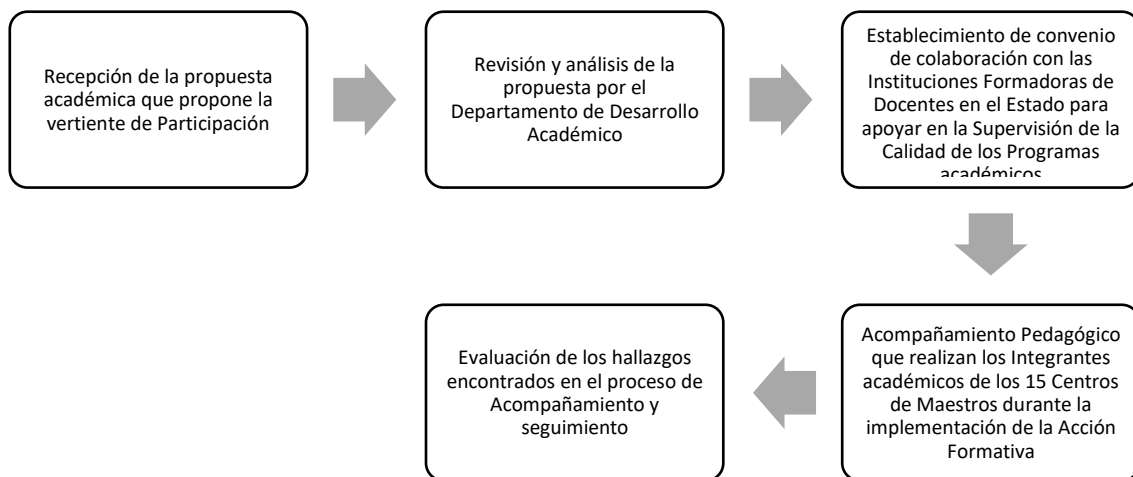 Recepción de la propuesta
académica que propone la
vertiente de Participación
Revisión y análisis de la
propuesta por el
Departamento de Desarrollo
Académico
Establecimiento de convenio
de colaboración con las
Instituciones Formadoras de
Docentes en el Estado para
apoyar en la Supervisión de la
Calidad de los Programas
académicos
Acompañamiento Pedagógico
que realizan los Integrantes
académicos de los 15 Centros
de Maestros durante la
implementación de la Acción
Formativa
Evaluación de los hallazgos
encontrados en el proceso de
Acompañamiento y
seguimiento